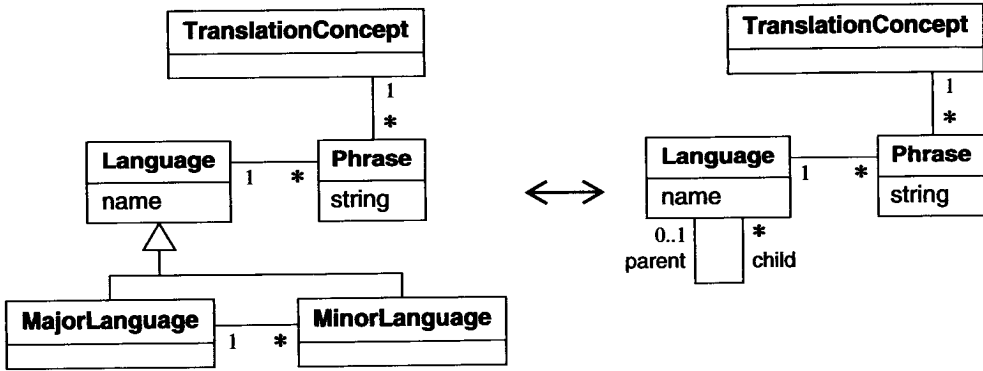 TranslationConcept
1
*
Language
1
*
Phrase
name
string
MajorLanguage
1
*
MinorLanguage
TranslationConcept
1
*
Language
1
*
Phrase
name
string
0..1
*
parent
child